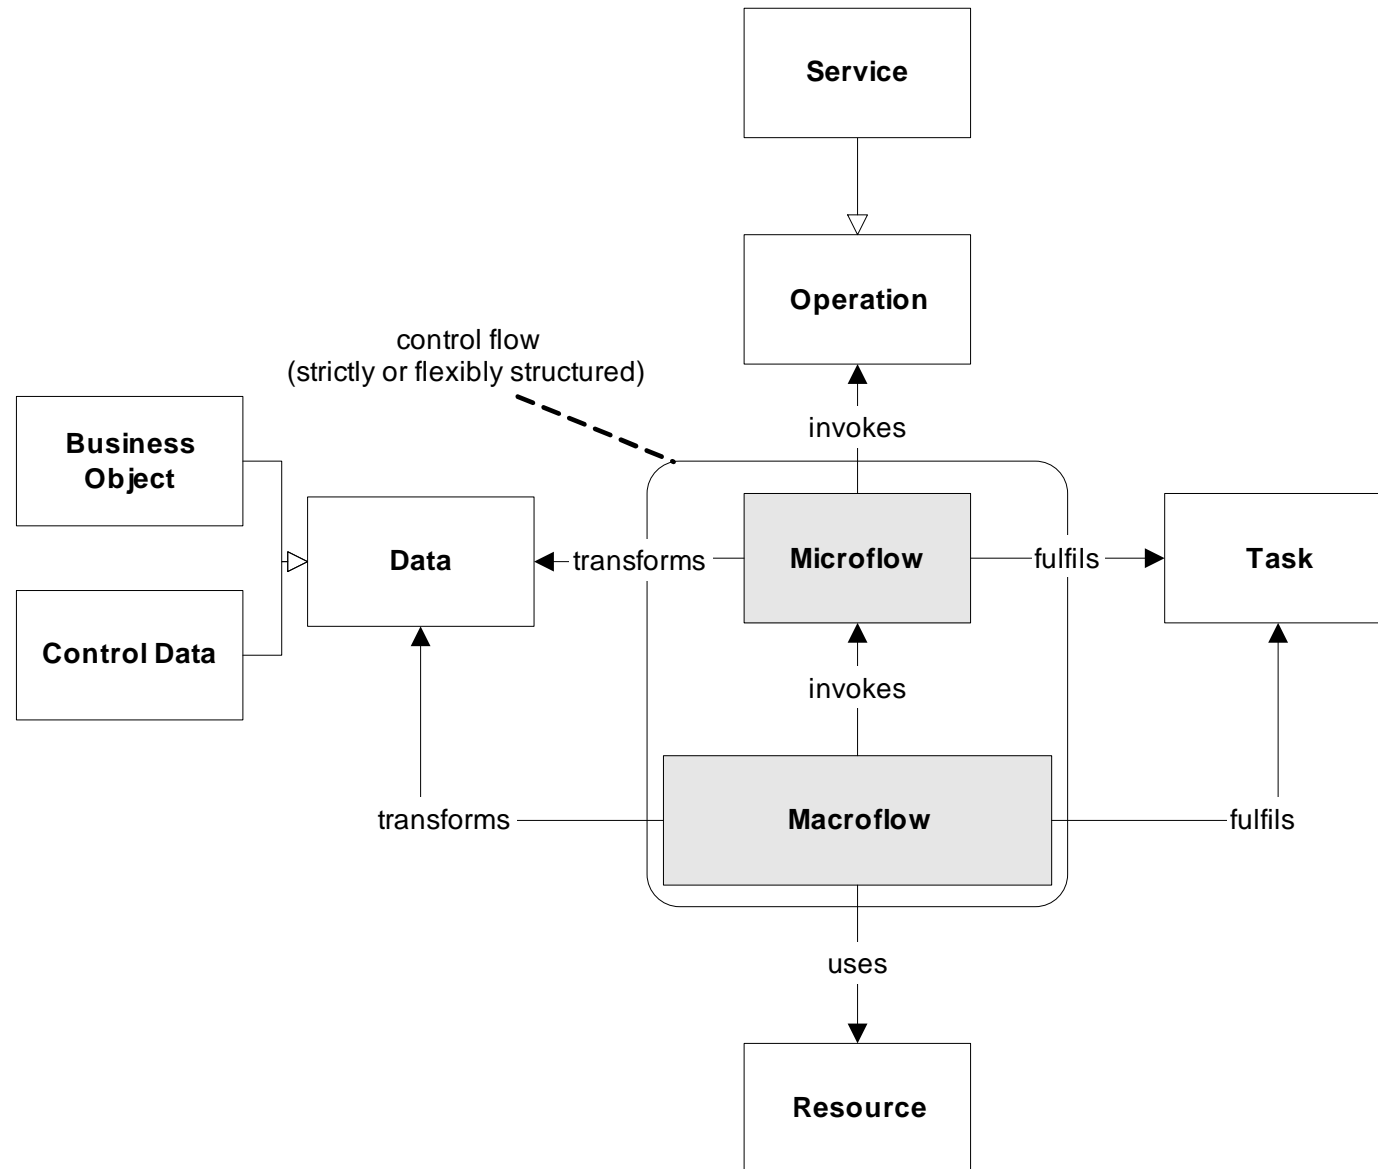 Service
Operation
control flow
(strictly or flexibly structured)
invokes
Business
Object
Data
transforms
Microflow
fulfils
Task
Control Data
invokes
transforms
Macroflow
fulfils
uses
Resource